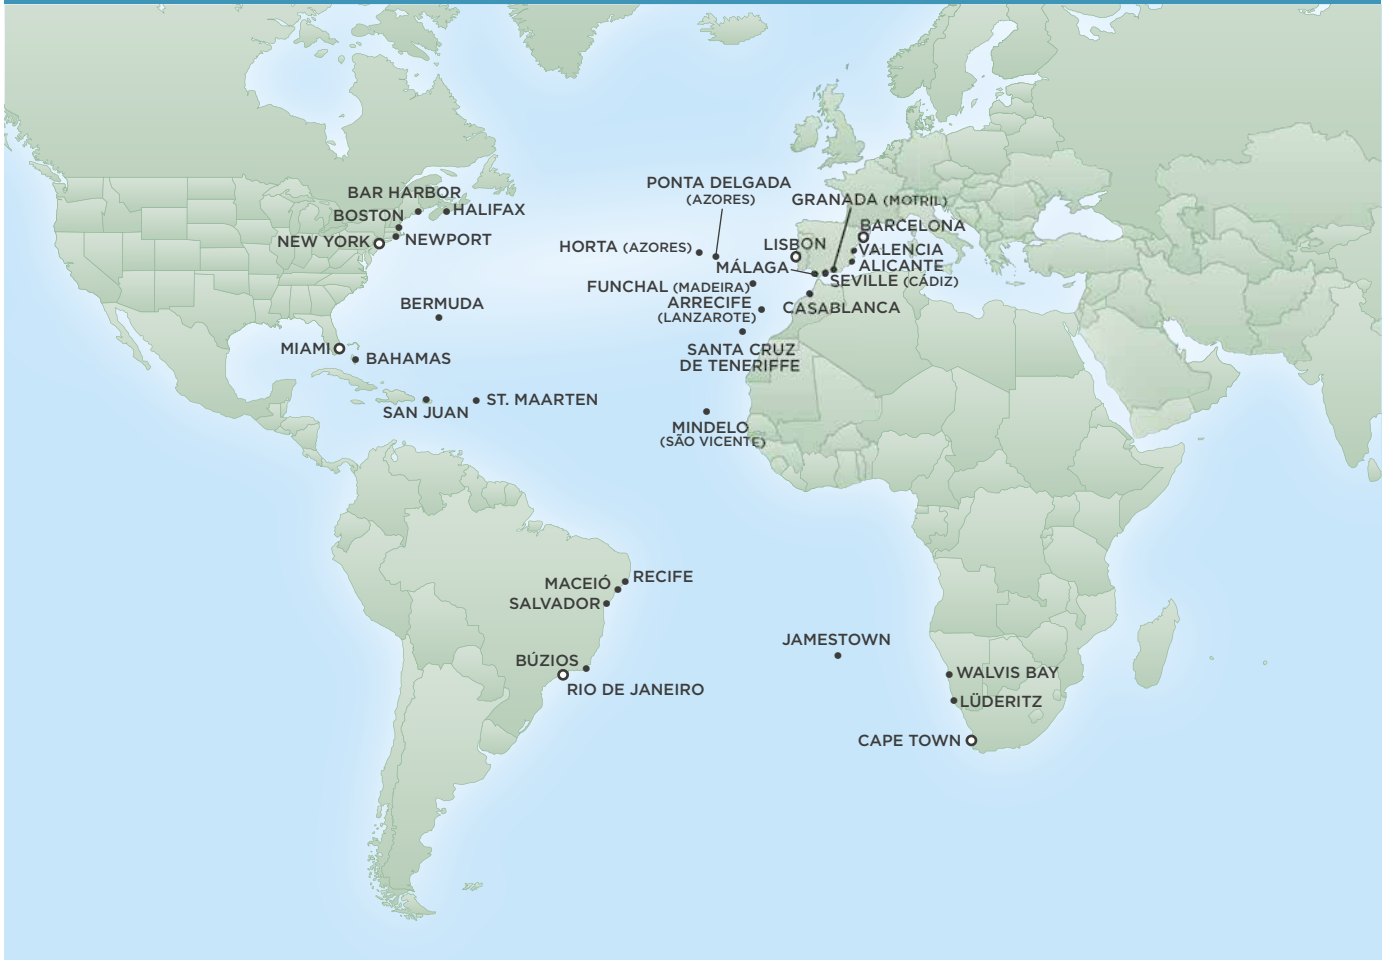 PONTA DELGADA
(AZORES)
BAR HARBOR
GRANADA (MOTRIL)
HALIFAX
BOSTON
BARCELONA
NEW YORK
NEWPORT
HORTA (AZORES)
LISBON
VALENCIA
MÁLAGA
ALICANTE
SEVILLE (CÁDIZ)
FUNCHAL (MADEIRA)
ARRECIFE
(LANZAROTE)
CASABLANCA
BERMUDA
MIAMI
BAHAMAS
SANTA CRUZ
DE TENERIFFE
SAN JUAN
ST. MAARTEN
MINDELO
(SÃO VICENTE)
RECIFE
MACEIÓ
SALVADOR
JAMESTOWN
BÚZIOS
RIO DE JANEIRO
WALVIS BAY
LÜDERITZ
CAPE TOWN